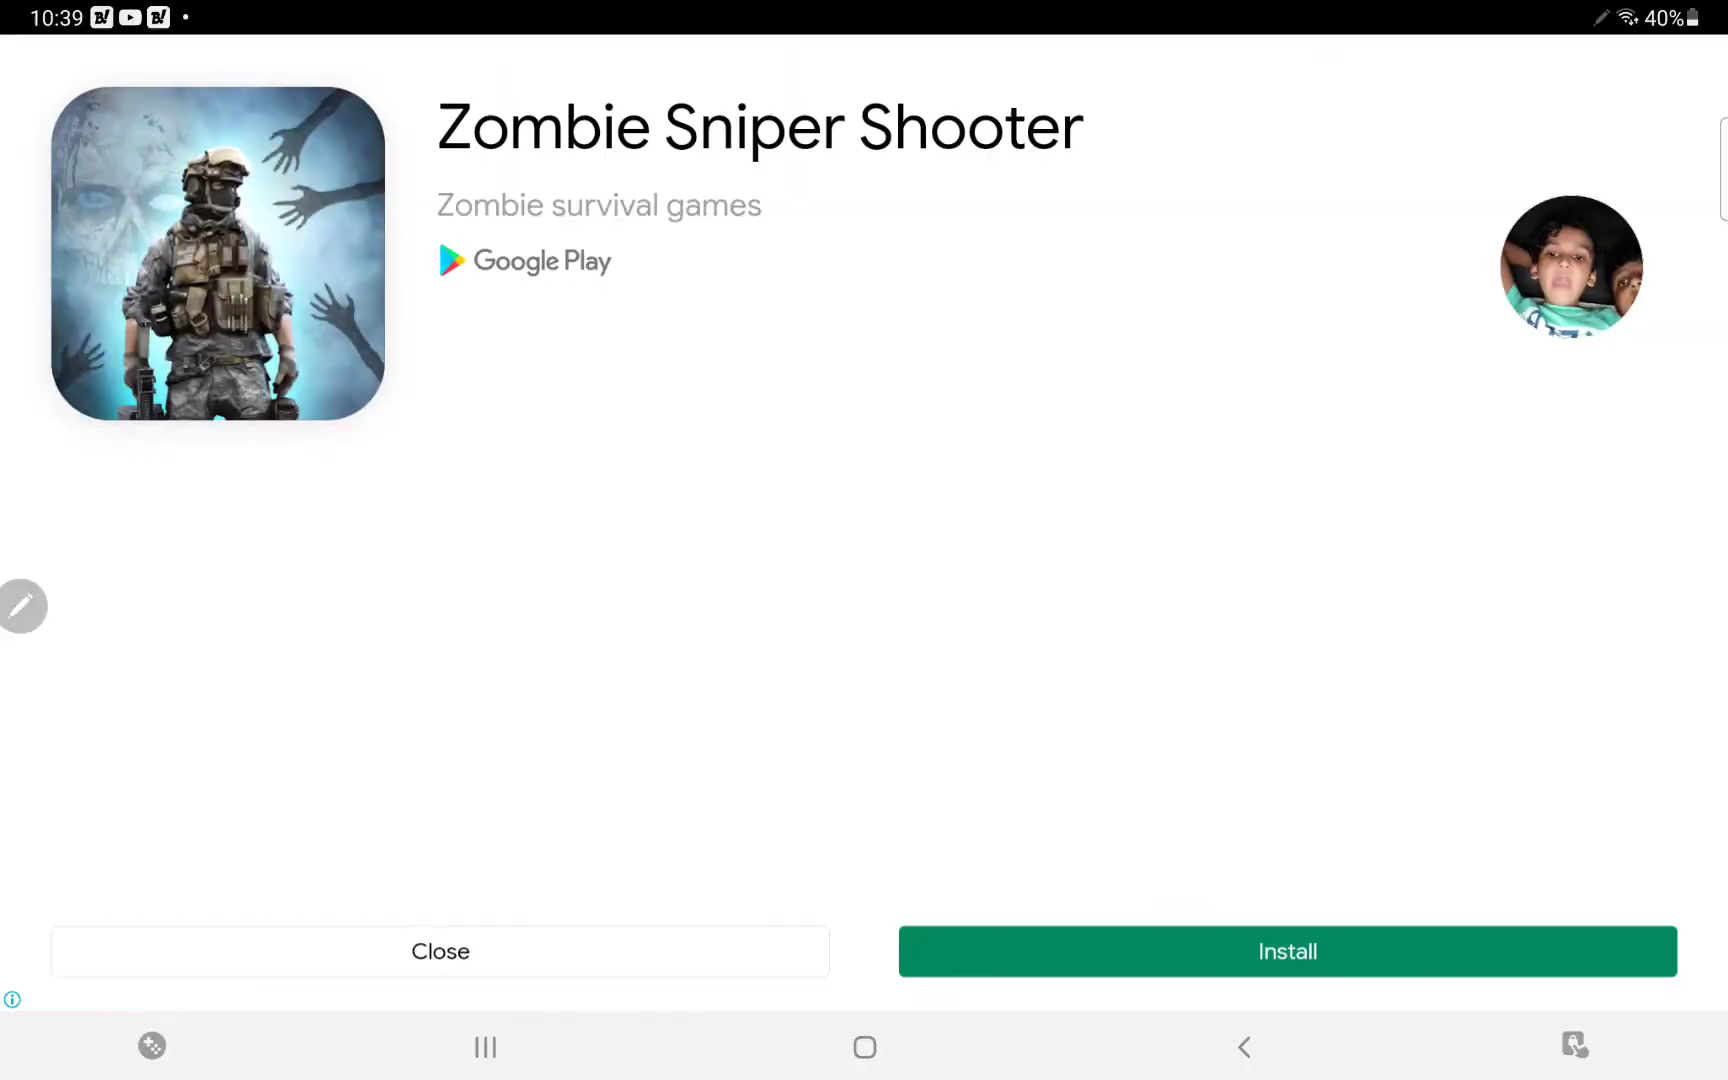 10:39 B! B! 40%
Zombie Sniper Shooter
Zombie survival games
Google Play
Close Install